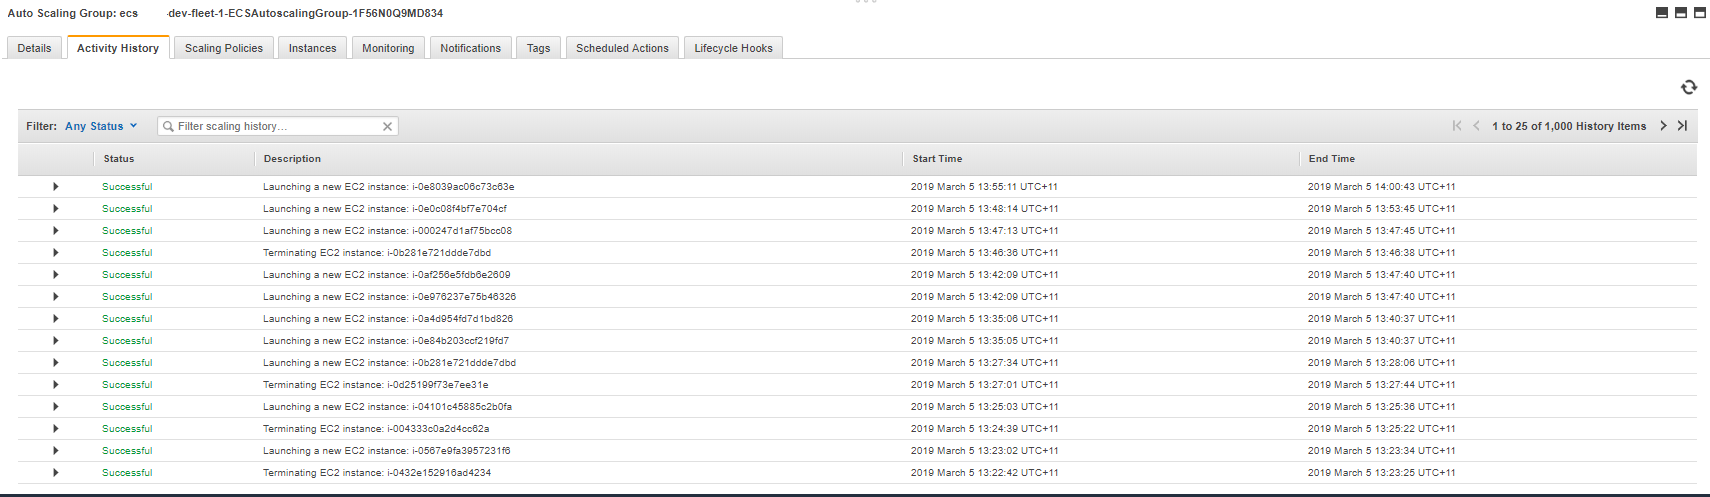 Auto Scaling Group: ecs -dev-fleet-1-ECSAutoscalingGroup-1F56N0Q9MD834
Details Activity History Scaling Policies Instances Monitoring Notifications Tags Scheduled Actions Lifecycle Hooks
Filter: Any Status Filter scaling history... 1 to 25 of 1,000 History Items
Status Description Start Time End Time
Successful Launching a new EC2 instance: i-0e8039ac06c73c63e 2019 March 5 13:55:11 UTC+11 2019 March 5 14:00:43 UTC+11
Successful Launching a new EC2 instance: i-0e0c08f4bf7e704cf 2019 March 5 13:48:14 UTC+11 2019 March 5 13:53:45 UTC+11
Successful Launching a new EC2 instance: i-000247d1af75bcc08 2019 March 5 13:47:13 UTC+11 2019 March 5 13:47:45 UTC+11
Successful Terminating EC2 instance: i-0b281e721ddde7dbd 2019 March 5 13:46:36 UTC+11 2019 March 5 13:46:38 UTC+11
Successful Launching a new EC2 instance: i-0af256e5fdb6e2609 2019 March 5 13:42:09 UTC+11 2019 March 5 13:47:40 UTC+11
Successful Launching a new EC2 instance: i-0e976237e75b46326 2019 March 5 13:42:09 UTC+11 2019 March 5 13:47:40 UTC+11
Successful Launching a new EC2 instance: i-0a4d954fd7d1bd826 2019 March 5 13:35:06 UTC+11 2019 March 5 13:40:37 UTC+11
Successful Launching a new EC2 instance: i-0e84b203ccf219fd7 2019 March 5 13:35:05 UTC+11 2019 March 5 13:40:37 UTC+11
Successful Launching a new EC2 instance: i-0b281e721ddde7dbd 2019 March 5 13:27:34 UTC+11 2019 March 5 13:28:06 UTC+11
Successful Terminating EC2 instance: i-0d25199f73e7ee31e 2019 March 5 13:27:01 UTC+11 2019 March 5 13:27:44 UTC+11
Successful Launching a new EC2 instance: i-04101c45885c2b0fa 2019 March 5 13:25:03 UTC+11 2019 March 5 13:25:36 UTC+11
Successful Terminating EC2 instance: i-004333c0a2d4cc62a 2019 March 5 13:24:39 UTC+11 2019 March 5 13:25:22 UTC+11
Successful Launching a new EC2 instance: i-0567e9fa3957231f6 2019 March 5 13:23:02 UTC+11 2019 March 5 13:23:34 UTC+11
Successful Terminating EC2 instance: i-0432e152916ad4234 2019 March 5 13:22:42 UTC+11 2019 March 5 13:23:25 UTC+11